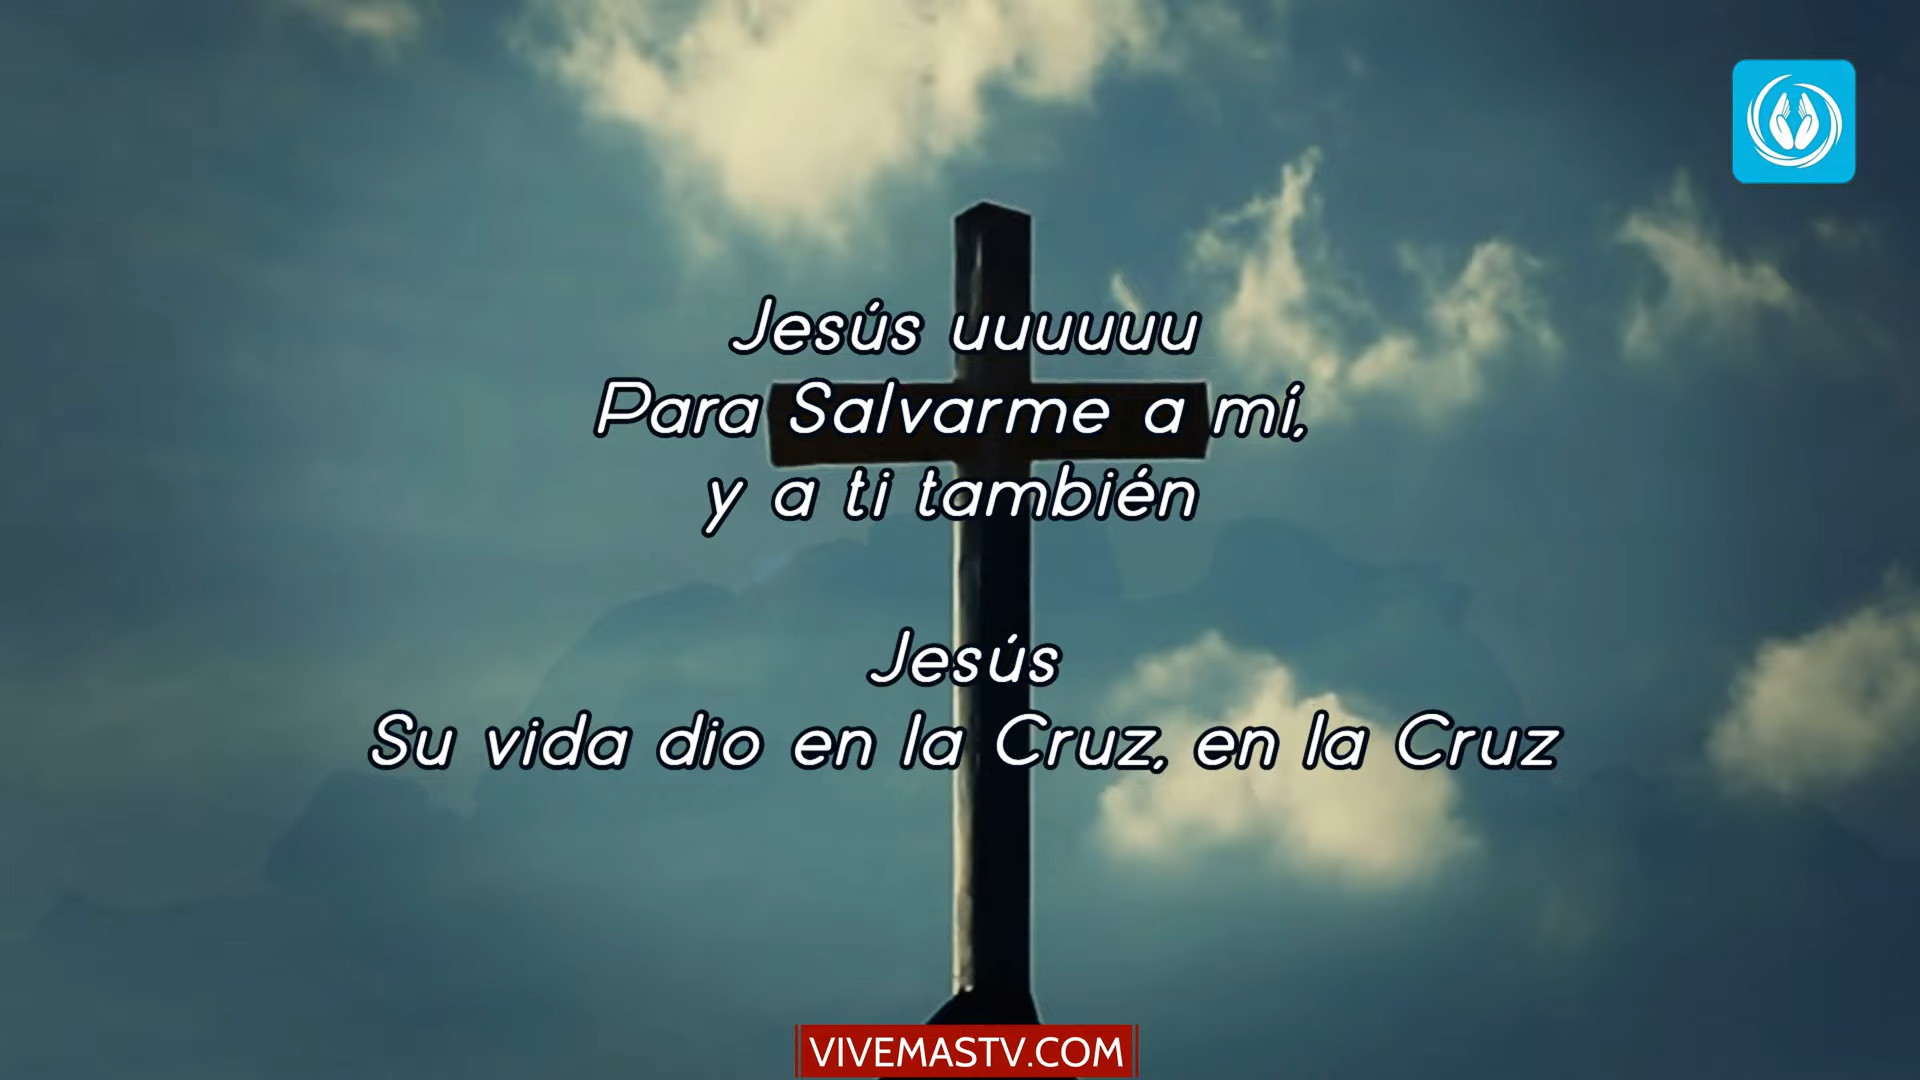 Jesús uuuuuu
Para Salvarme a mí,
y a ti también
Jesús
Su vida dio en la Cruz, en la Cruz
VIVEMASTV.COM